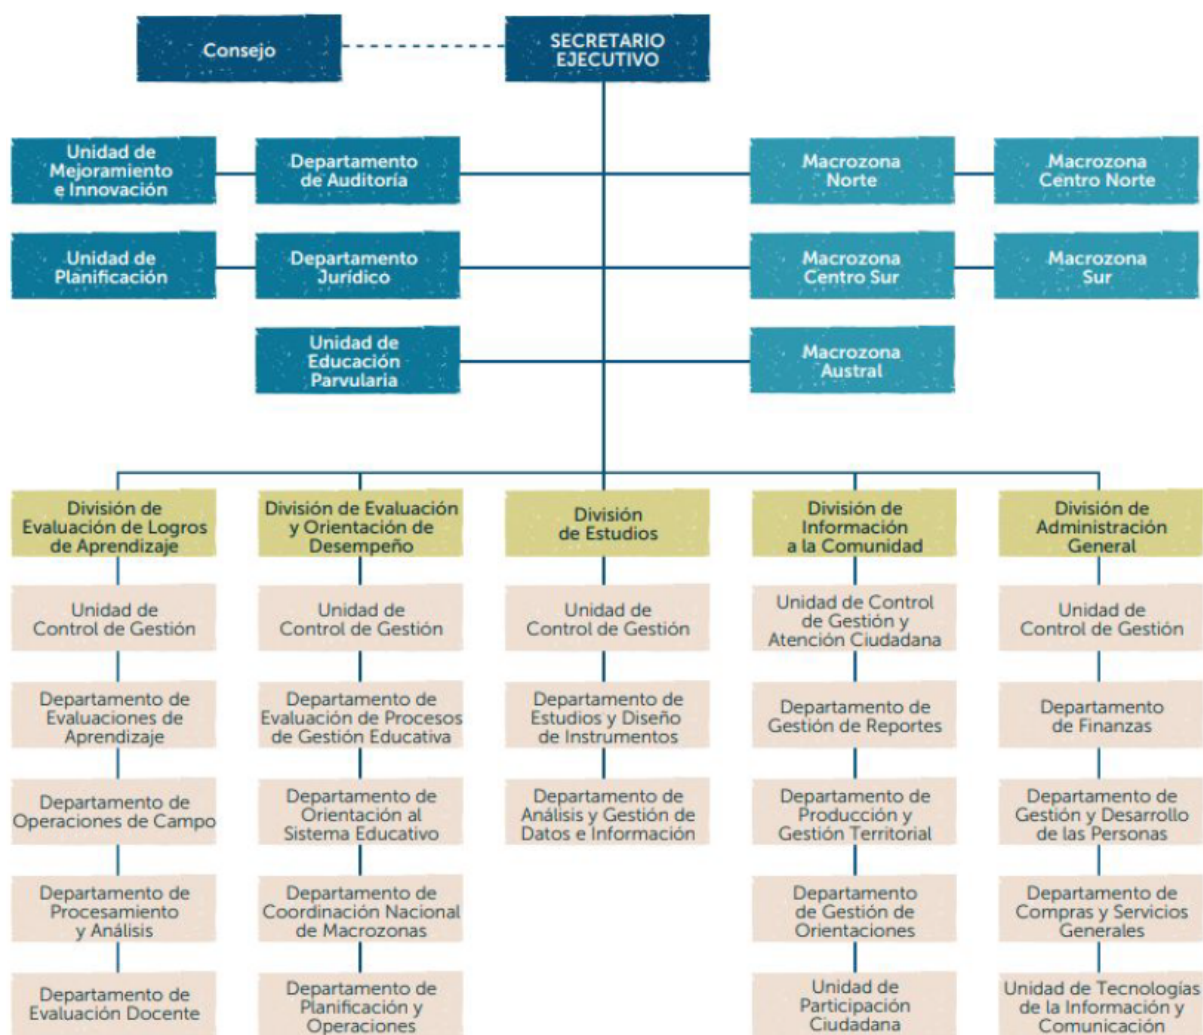 Consejo
SECRETARIO
EJECUTIVO
Unidad de
Mejoramiento
e Innovación
Departamento
de Auditoría
Macrozona
Norte
Macrozona
Centro Norte
Unidad de
Planificación
Departamento
Jurídico
Macrozona
Centro Sur
Macrozona
Sur
Unidad de
Educación
Parvularia
Macrozona
Austral
División de
Evaluación de Logros
de Aprendizaje
Unidad de
Control de Gestión
Departamento de
Evaluaciones de
Aprendizaje
Departamento de
Operaciones de Campo
Departamento de
Procesamiento
y Análisis
Departamento de
Evaluación Docente
División de Evaluación
y Orientación de
Desempeño
Unidad de
Control de Gestión
Departamento de
Evaluación de Procesos
de Gestión Educativa
Departamento de
Orientación al
Sistema Educativo
Departamento de
Coordinación Nacional
de Macrozonas
Departamento de
Planificación y
Operaciones
División
de Estudios
Unidad de
Control de Gestión
Departamento de
Estudios y Diseño
de Instrumentos
Departamento de
Análisis y Gestión de
Datos e Información
División de
Información
a la Comunidad
Unidad de Control
de Gestión y
Atención Ciudadana
Departamento de
Gestión de Reportes
Departamento de
Producción y
Gestión Territorial
Departamento
de Gestión de
Orientaciones
Unidad de
Participación
Ciudadana
División de
Administración
General
Unidad de
Control de Gestión
Departamento
de Finanzas
Departamento de
Gestión y Desarrollo
de las Personas
Departamento de
Compras y Servicios
Generales
Unidad de Tecnologías
de la Información y
Comunicación